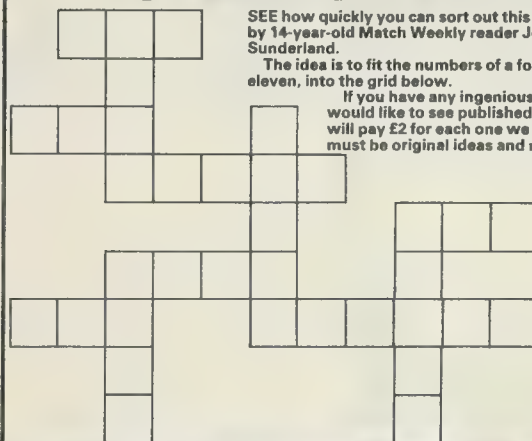 SEE how quickly you can sort out this
by 14-year-old Match Weekly reader
Sunderland.
The idea is to fit the numbers of a
eleven, into the grid below.
If you have any ingenious
would like to see published
will pay £2 for each one we
must be original ideas and